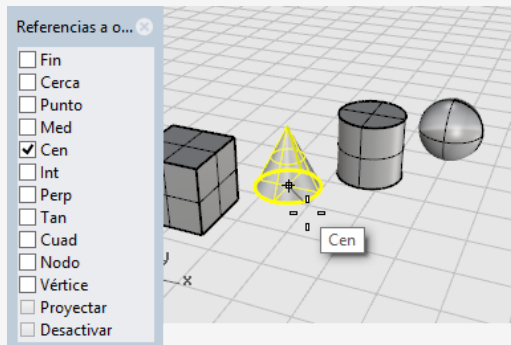 Referencias a o...
Fin
Cerca
Punto
Med
Cen
Int
Perp
Tan
Cuad
Nodo
Vértice
Proyectar
Desactivar
Cen
x